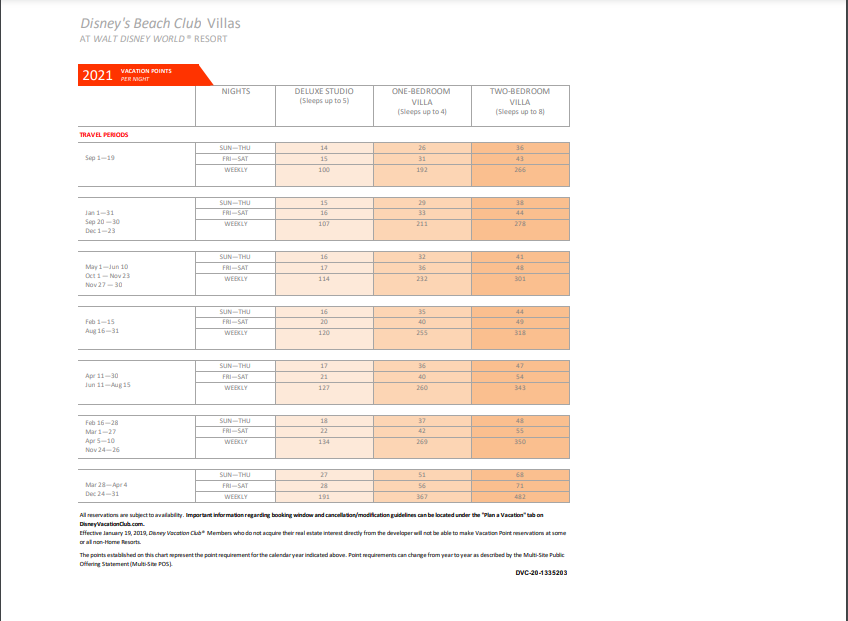 Disney's Beach Club Villas
AT WALT DISNEY WORLD® RESORT
2021 VACATION POINTS
PER NIGHT
NIGHTS DELUXE STUDIO ONE-BEDROOM TWO-BEDROOM
(Sleeps up to 5) VILLA VILLA
(Sleeps up to 4) (Sleeps up to 8)
TRAVEL PERIODS
Sep 1—19
SUN—THU 14 26 36
FRI—SAT 15 31 43
WEEKLY 100 192 266
Jan 1—31
Sep 20 —30
Dec 1—23
SUN—THU 15 29 38
FRI—SAT 16 33 44
WEEKLY 107 211 278
May 1—Jun 10
Oct 1 — Nov 23
Nov 27 — 30
SUN—THU 16 32 41
FRI—SAT 17 36 48
WEEKLY 114 232 301
Feb 1—15
Aug 16—31
SUN—THU 16 35 44
FRI—SAT 20 40 49
WEEKLY 120 255 318
Apr 11—30
Jun 11—Aug 15
SUN—THU 17 36 47
FRI—SAT 21 40 54
WEEKLY 127 260 343
Feb 16—28
Mar 1—27
Apr 5—10
Nov 24—26
SUN—THU 18 37 48
FRI—SAT 22 42 55
WEEKLY 134 269 350
Mar 28—Apr 4
Dec 24—31
SUN—THU 27 51 68
FRI—SAT 28 56 71
WEEKLY 191 367 482
All reservations are subject to availability. Important information regarding booking window and cancellation/modification guidelines can be located under the "Plan a Vacation" tab on
DisneyVacationClub.com.
Effective January 19, 2019, Disney Vacation Club® Members who do not acquire their real estate interest directly from the developer will not be able to make Vacation Point reservations at some
or all non-Home Resorts.
The points established on this chart represent the point requirement for the calendar year indicated above. Point requirements can change from year to year as described by the Multi-Site Public
Offering Statement (Multi-Site POS).
DVC-20-1335203